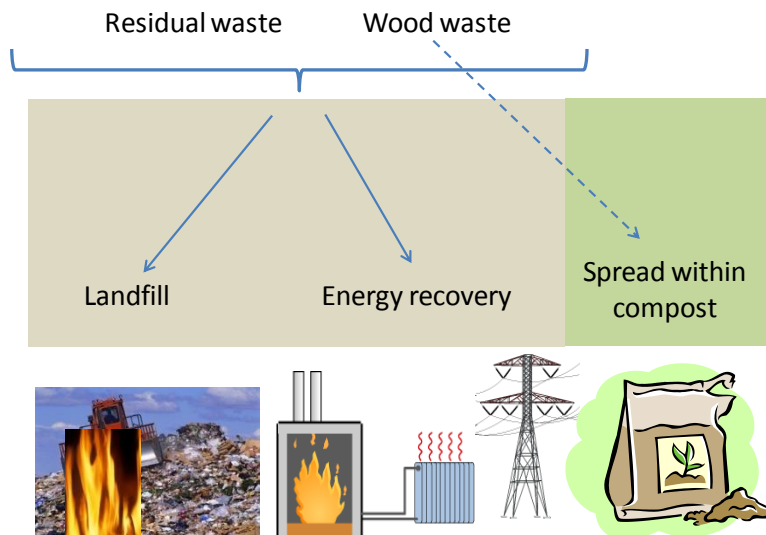 Residual waste
Wood waste
Landfill
Energy recovery
Spread within
compost